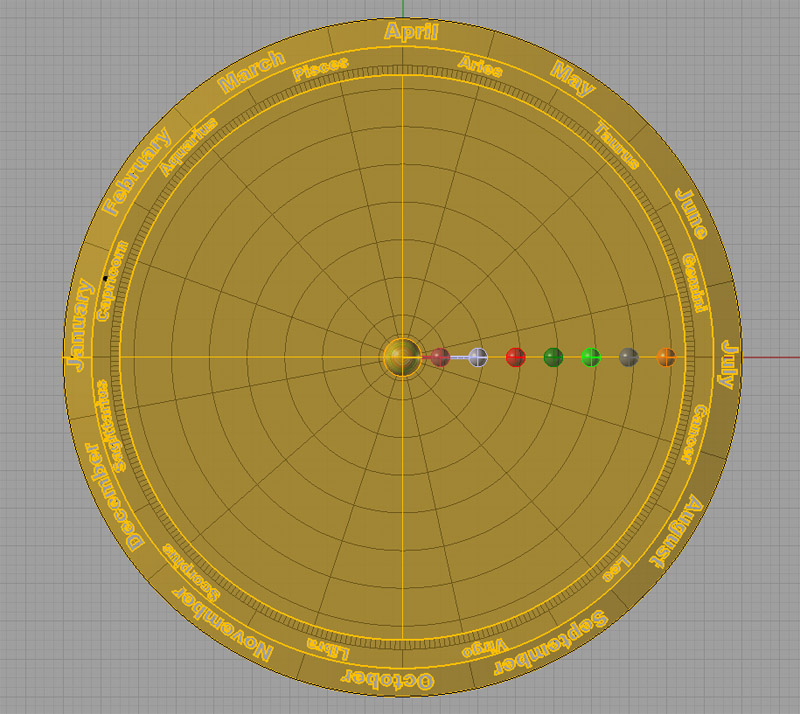 January
February
March
April
May
June
July
August
September
October
November
December
Capricorn
Aquarius
Pisces
Aries
Taurus
Gemini
Cancer
Leo
Virgo
Libra
Scorpius
Sagittarius